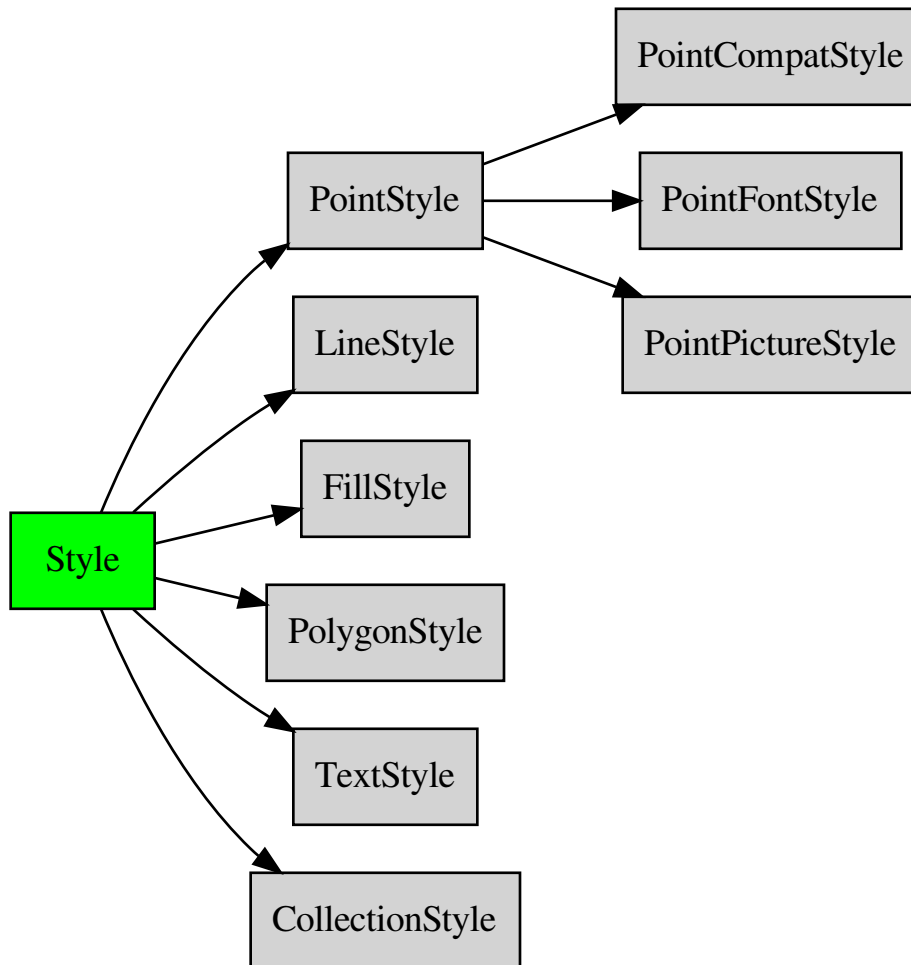 PointCompatStyle
PointStyle
PointFontStyle
LineStyle
PointPictureStyle
FillStyle
Style
PolygonStyle
TextStyle
CollectionStyle